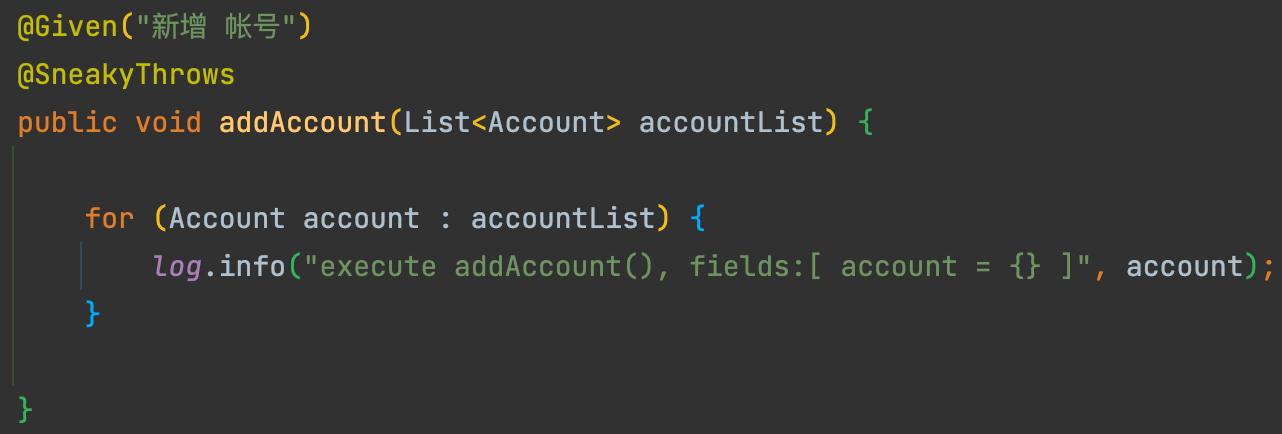 @Given("新增 帐号")
@SneakyThrows
public void addAccount(List<Account> accountList) {
for (Account account : accountList) {
log.info("execute addAccount(), fields:[ account = {} ]", account);
}
}